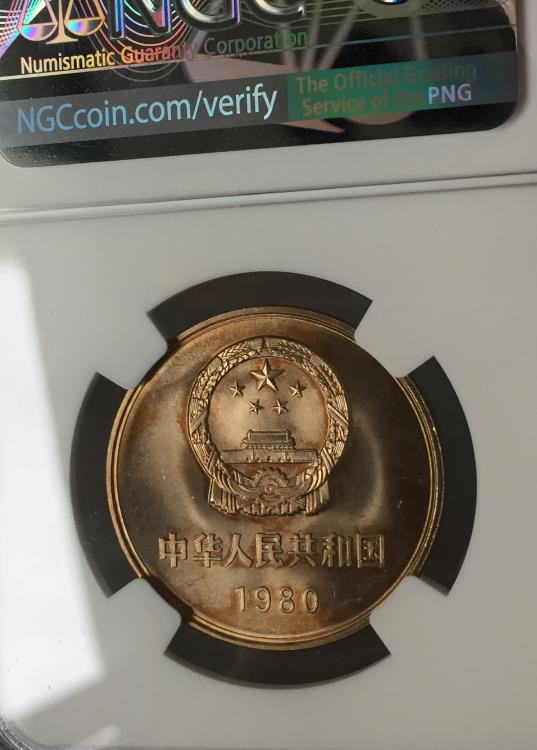 NGC
Numismatic Guaranty Corporation
NGCcoin.com/verify
The Official Grading
Service of the PNG
中华人民共和国
1980